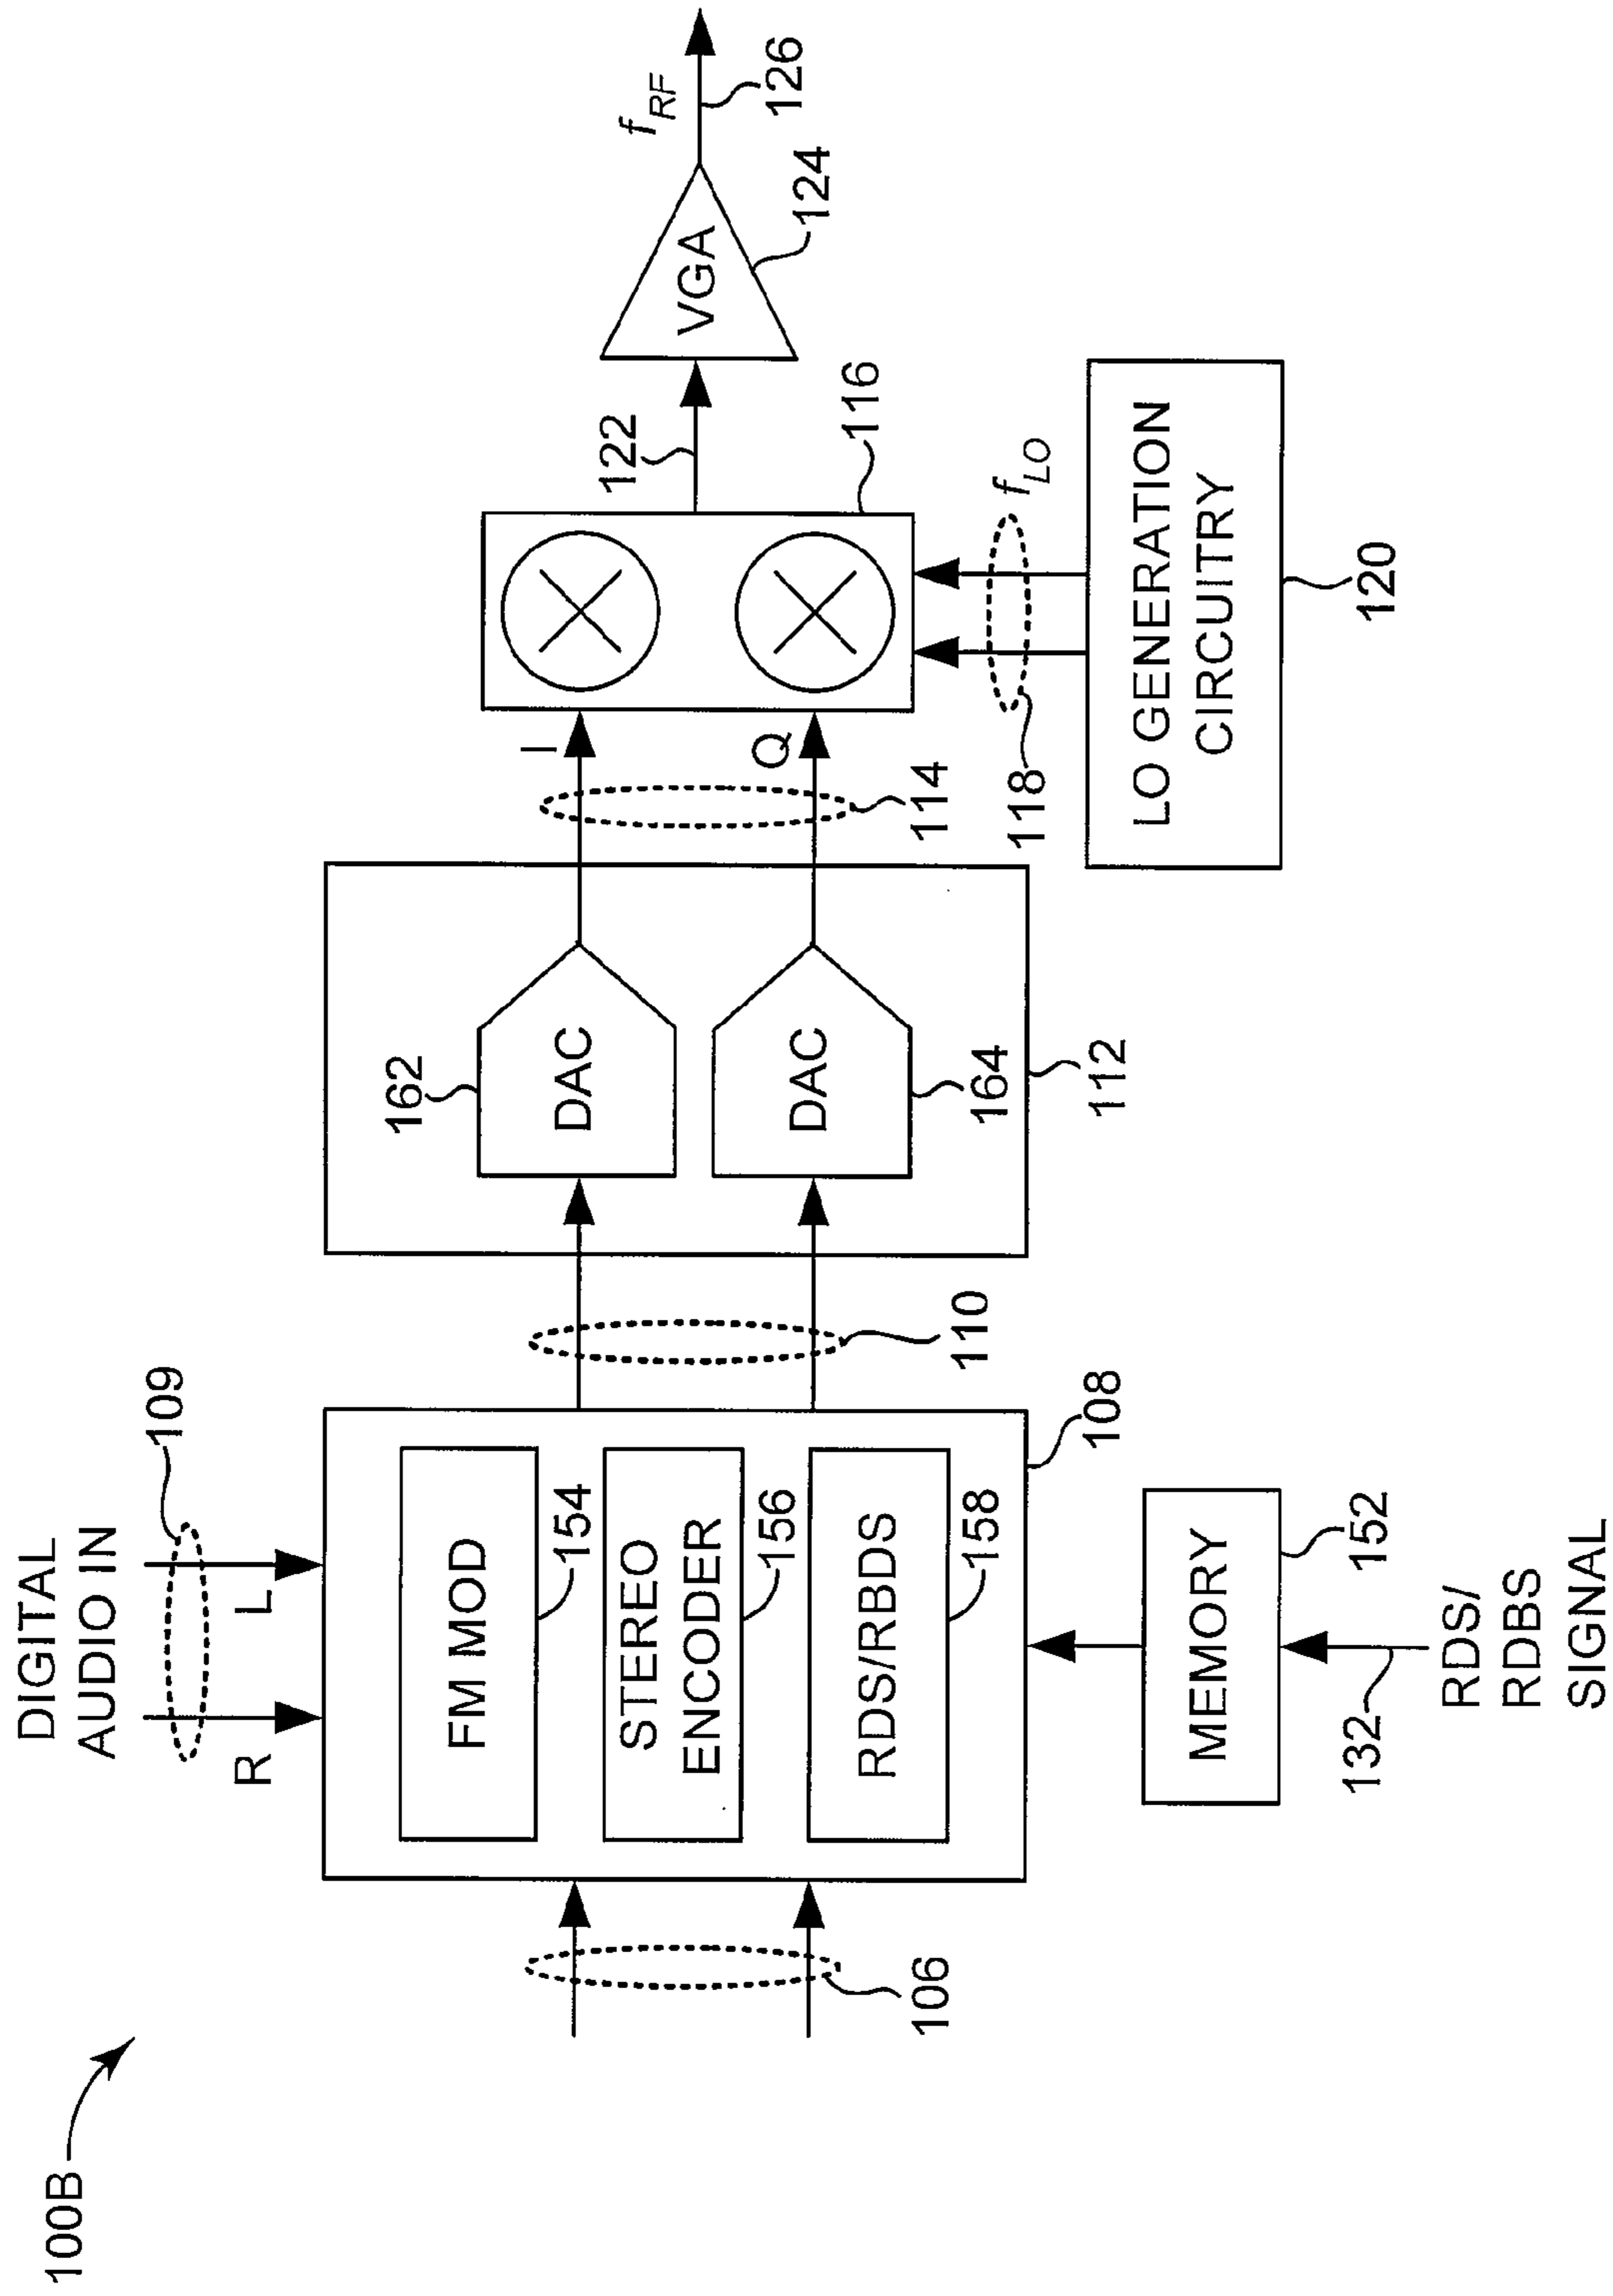 100B
DIGITAL
AUDIO IN
109
R
L
106
FM MOD
154
STEREO
ENCODER
156
RDS/RBDS
158
108
MEMORY
152
132
RDS/
RDBS
SIGNAL
110
162
DAC
DAC
164
112
I
Q
114
116
118
f LO
LO GENERATION
CIRCUITRY
120
122
VGA
124
f RF
126